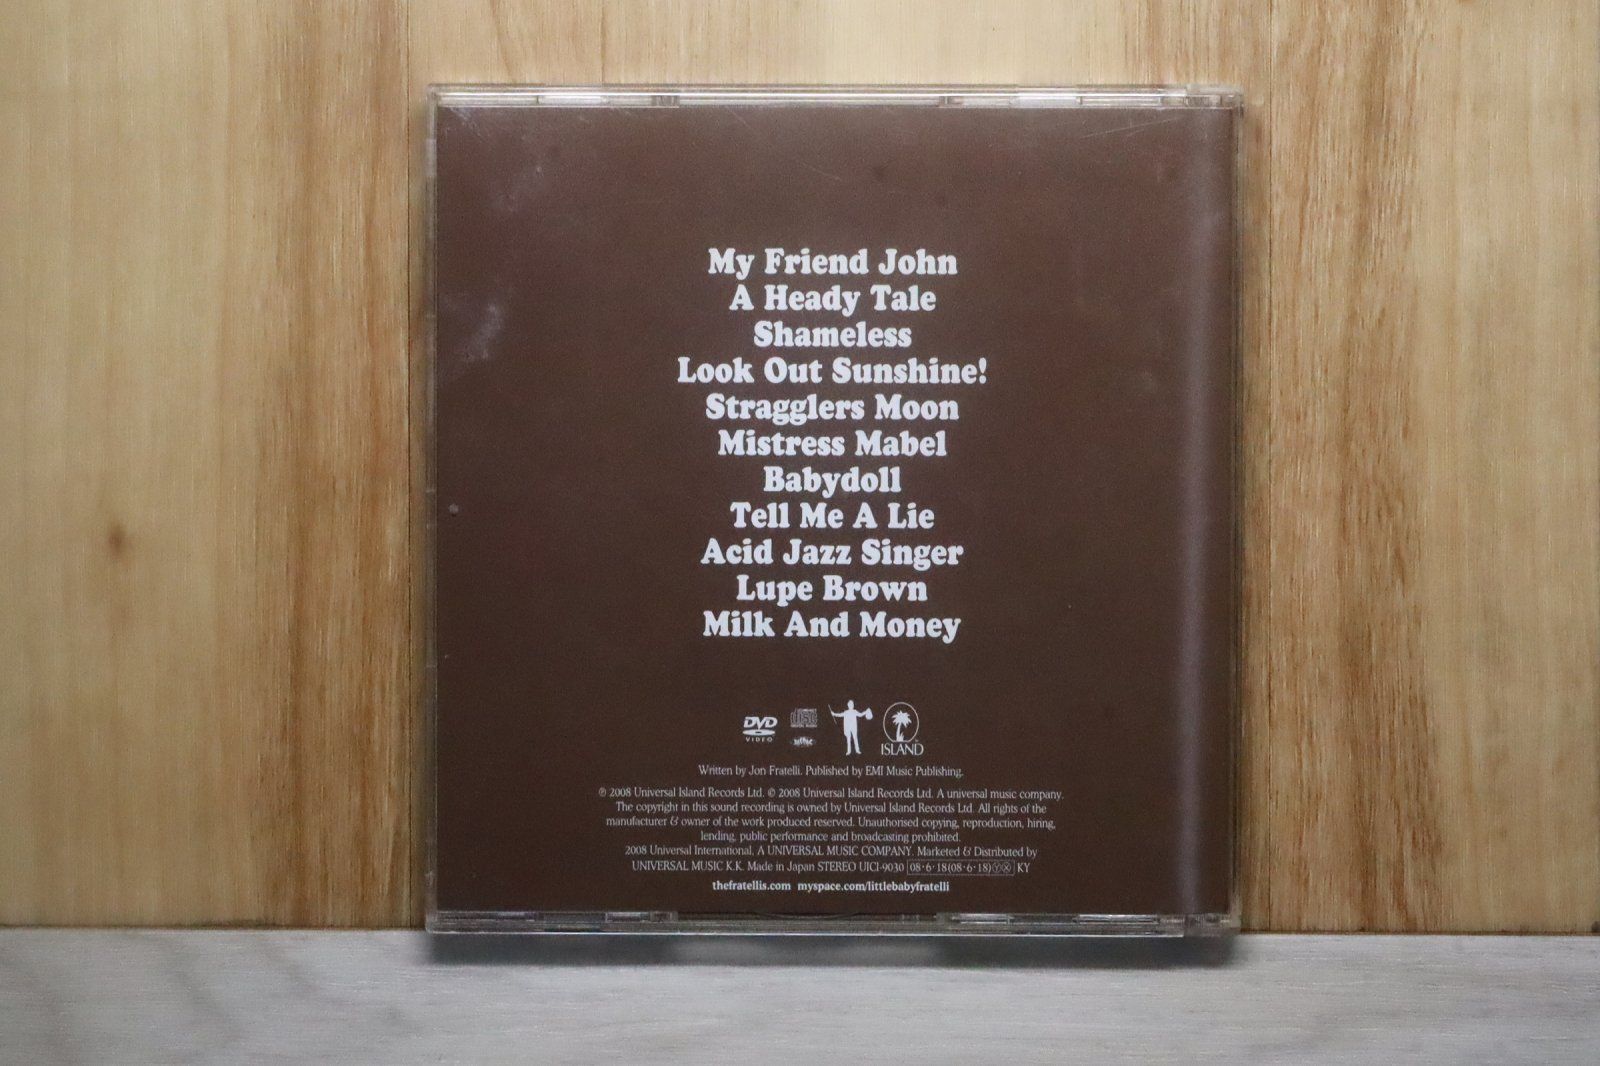 My Friend John
A Heady Tale
Shameless
Look Out Sunshine!
Stragglers Moon
Mistress Mabel
Babydoll
Tell Me A Lie
Acid Jazz Singer
Lupe Brown
Milk And Money
DVD
VIDEO
COMPACT
disc
DIGITAL AUDIO
ISLAND
Written by Jon Fratelli. Published by EMI Music Publishing.
℗ 2008 Universal Island Records Ltd. © 2008 Universal Island Records Ltd. A universal music company.
The copyright in this sound recording is owned by Universal Island Records Ltd. All rights of the
manufacturer & owner of the work produced reserved. Unauthorised copying, reproduction, hiring,
lending, public performance and broadcasting prohibited.
2008 Universal International. A UNIVERSAL MUSIC COMPANY. Marketed & Distributed by
UNIVERSAL MUSIC K.K. Made in Japan STEREO UICI-9030 08·6·18(08·6·18)ⓎⓍ KY
thefratellis.com myspace.com/littlebabyfratelli